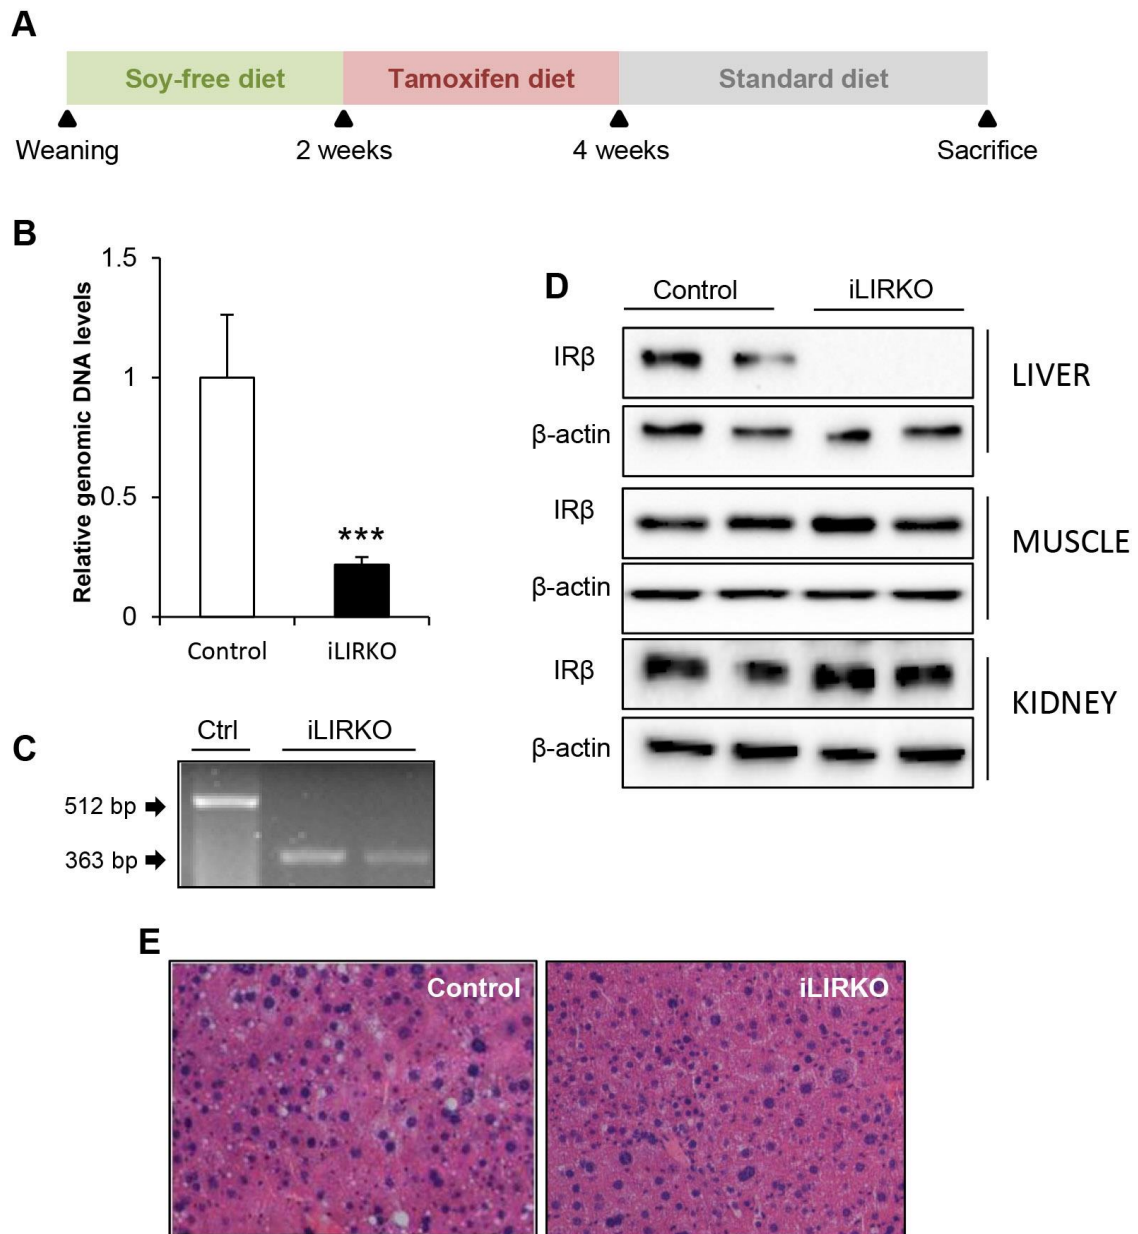 A
Soy-free diet Tamoxifen diet Standard diet
Weaning 2 weeks 4 weeks Sacrifice
B
Relative genomic DNA levels
1.5
1
0.5
0
***
Control iLIRKO
C
Ctrl iLIRKO
512 bp
363 bp
D
Control iLIRKO
IRβ
LIVER
β-actin
IRβ
MUSCLE
β-actin
IRβ
KIDNEY
β-actin
E
Control
iLIRKO